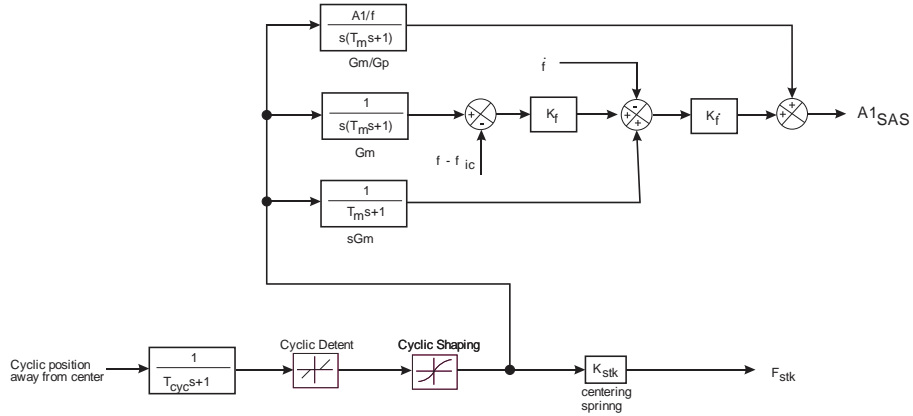 A1/f
s(Tms+1)
Gm/Gp
1
s(Tms+1)
Gm
+
-
f - f ic
Kf
ḟ
-
+
+
Kḟ
+
+
A1SAS
1
Tms+1
sGm
Cyclic position
away from center
1
Tcycs+1
Cyclic Detent
Cyclic Shaping
Kstk
centering
sprinng
Fstk